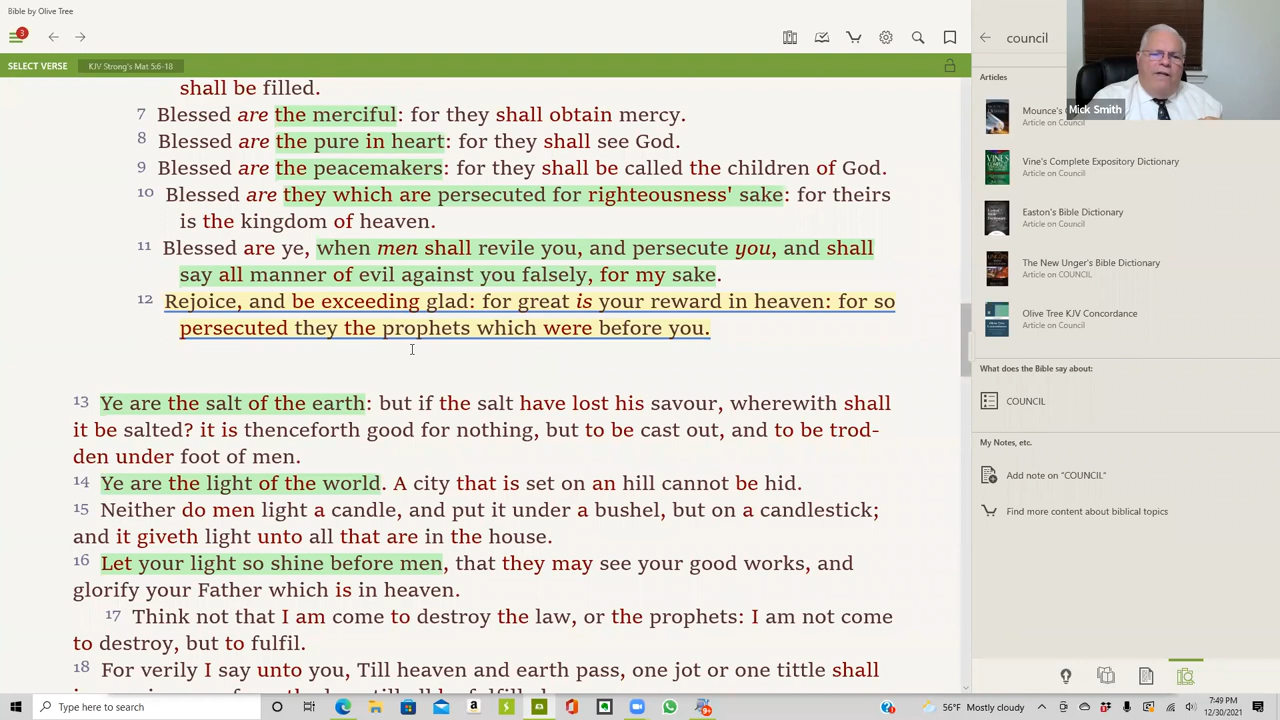 Bible by Olive Tree
3
SELECT VERSE KJV Strong's Mat 5:6-18
shall be filled.
7 Blessed are the merciful: for they shall obtain mercy.
8 Blessed are the pure in heart: for they shall see God.
9 Blessed are the peacemakers: for they shall be called the children of God.
10 Blessed are they which are persecuted for righteousness' sake: for theirs
is the kingdom of heaven.
11 Blessed are ye, when men shall revile you, and persecute you, and shall
say all manner of evil against you falsely, for my sake.
12 Rejoice, and be exceeding glad: for great is your reward in heaven: for so
persecuted they the prophets which were before you.
13 Ye are the salt of the earth: but if the salt have lost his savour, wherewith shall
it be salted? it is thenceforth good for nothing, but to be cast out, and to be trod-
den under foot of men.
14 Ye are the light of the world. A city that is set on an hill cannot be hid.
15 Neither do men light a candle, and put it under a bushel, but on a candlestick;
and it giveth light unto all that are in the house.
16 Let your light so shine before men, that they may see your good works, and
glorify your Father which is in heaven.
17 Think not that I am come to destroy the law, or the prophets: I am not come
to destroy, but to fulfil.
18 For verily I say unto you, Till heaven and earth pass, one jot or one tittle shall
council
Articles
Mounce's
Article on Council
Mick Smith
Vine's Complete Expository Dictionary
Article on Council
Easton's Bible Dictionary
Article on Council
The New Unger's Bible Dictionary
Article on COUNCIL
Olive Tree KJV Concordance
Article on Council
What does the Bible say about:
COUNCIL
My Notes, etc.
Add note on "COUNCIL"
Find more content about biblical topics
Type here to search
56°F Mostly cloudy
7:49 PM
12/30/2021